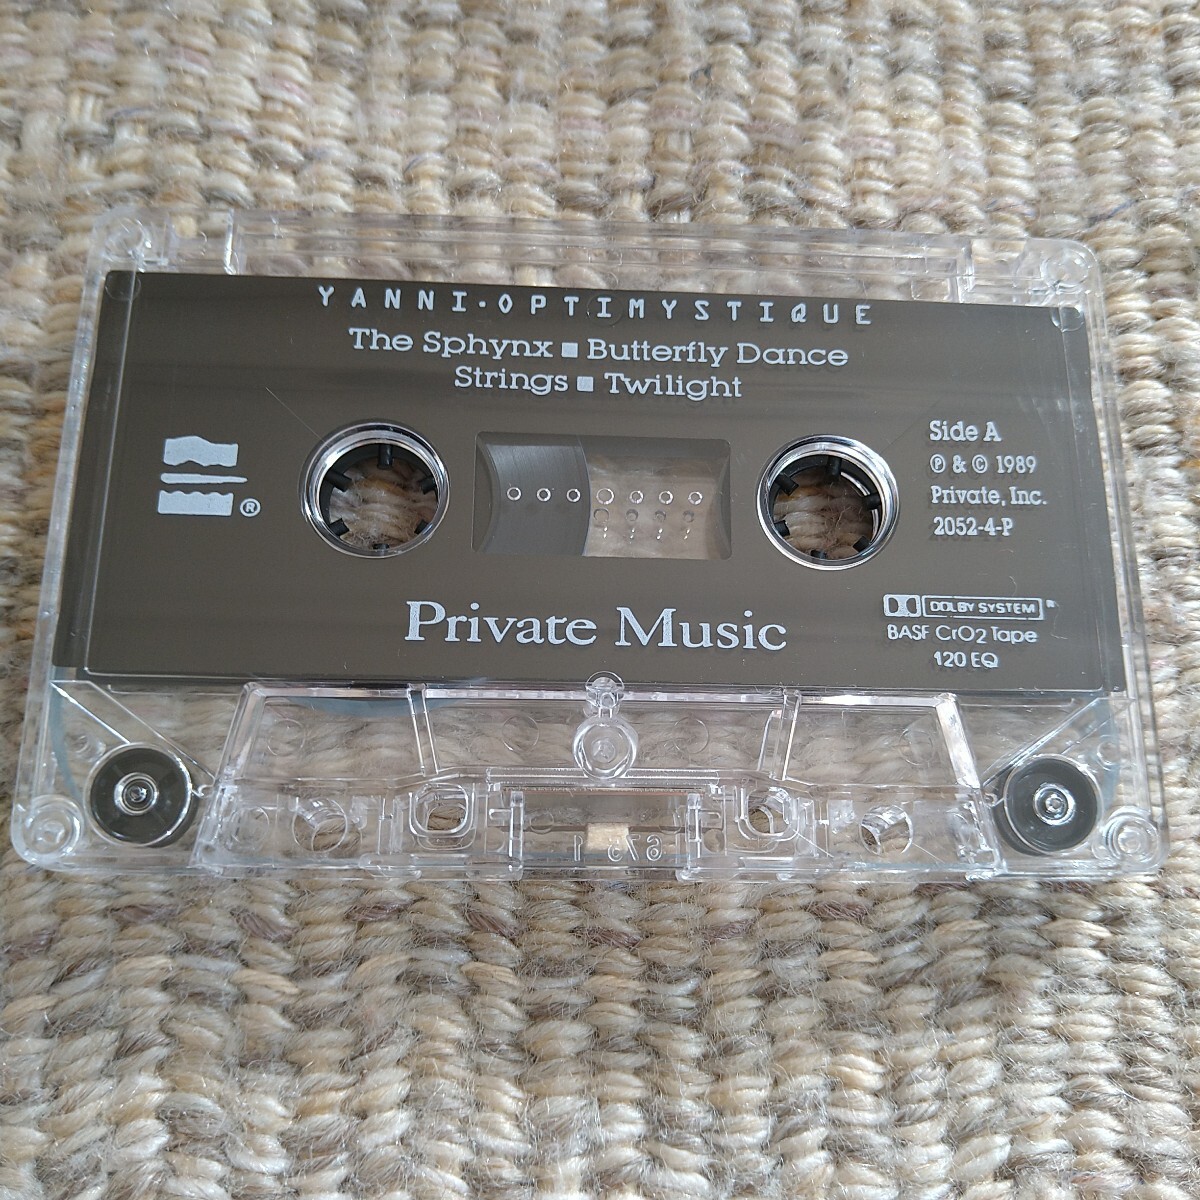 YANNI·OPTIMYSTIQUE
The Sphynx ■ Butterfly Dance
Strings ■ Twilight
Side A
℗ & © 1989
Private, Inc.
2052-4-P
®
Private Music
DOLBY SYSTEM®
BASF CrO2 Tape
120 EQ